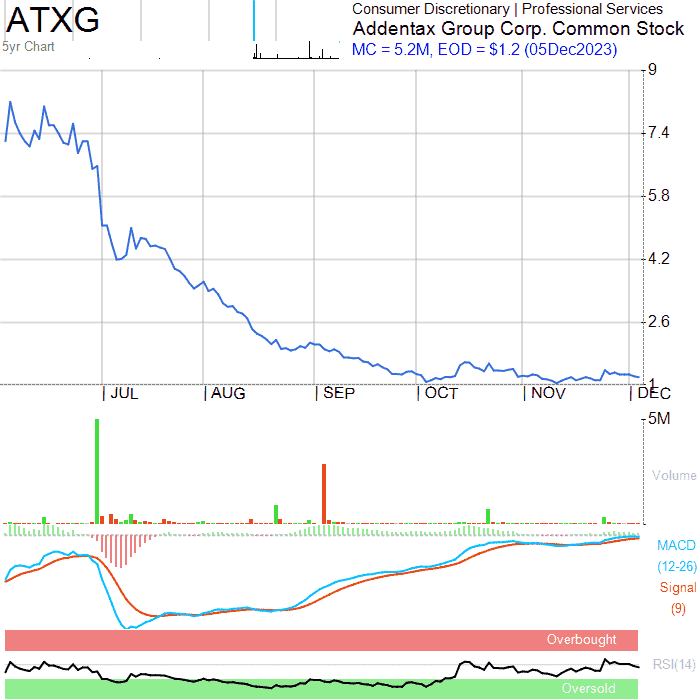 ATXG
Consumer Discretionary | Professional Services
Addentax Group Corp. Common Stock
5yr Chart
MC = 5.2M, EOD = $1.2 (05Dec2023)
9
7.4
5.8
4.2
2.6
1
JUL AUG SEP OCT NOV DEC
5M
Volume
MACD
(12-26)
Signal
(9)
Overbought
RSI(14)
Oversold